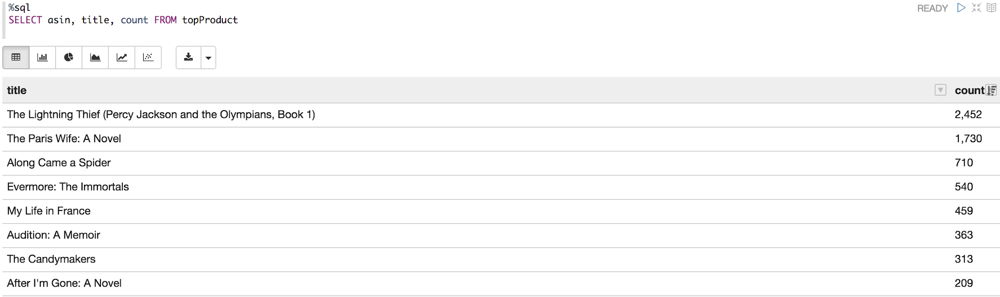 %sql
READY
SELECT asin, title, count FROM topProduct
title count
The Lightning Thief (Percy Jackson and the Olympians, Book 1) 2,452
The Paris Wife: A Novel 1,730
Along Came a Spider 710
Evermore: The Immortals 540
My Life in France 459
Audition: A Memoir 363
The Candymakers 313
After I'm Gone: A Novel 209